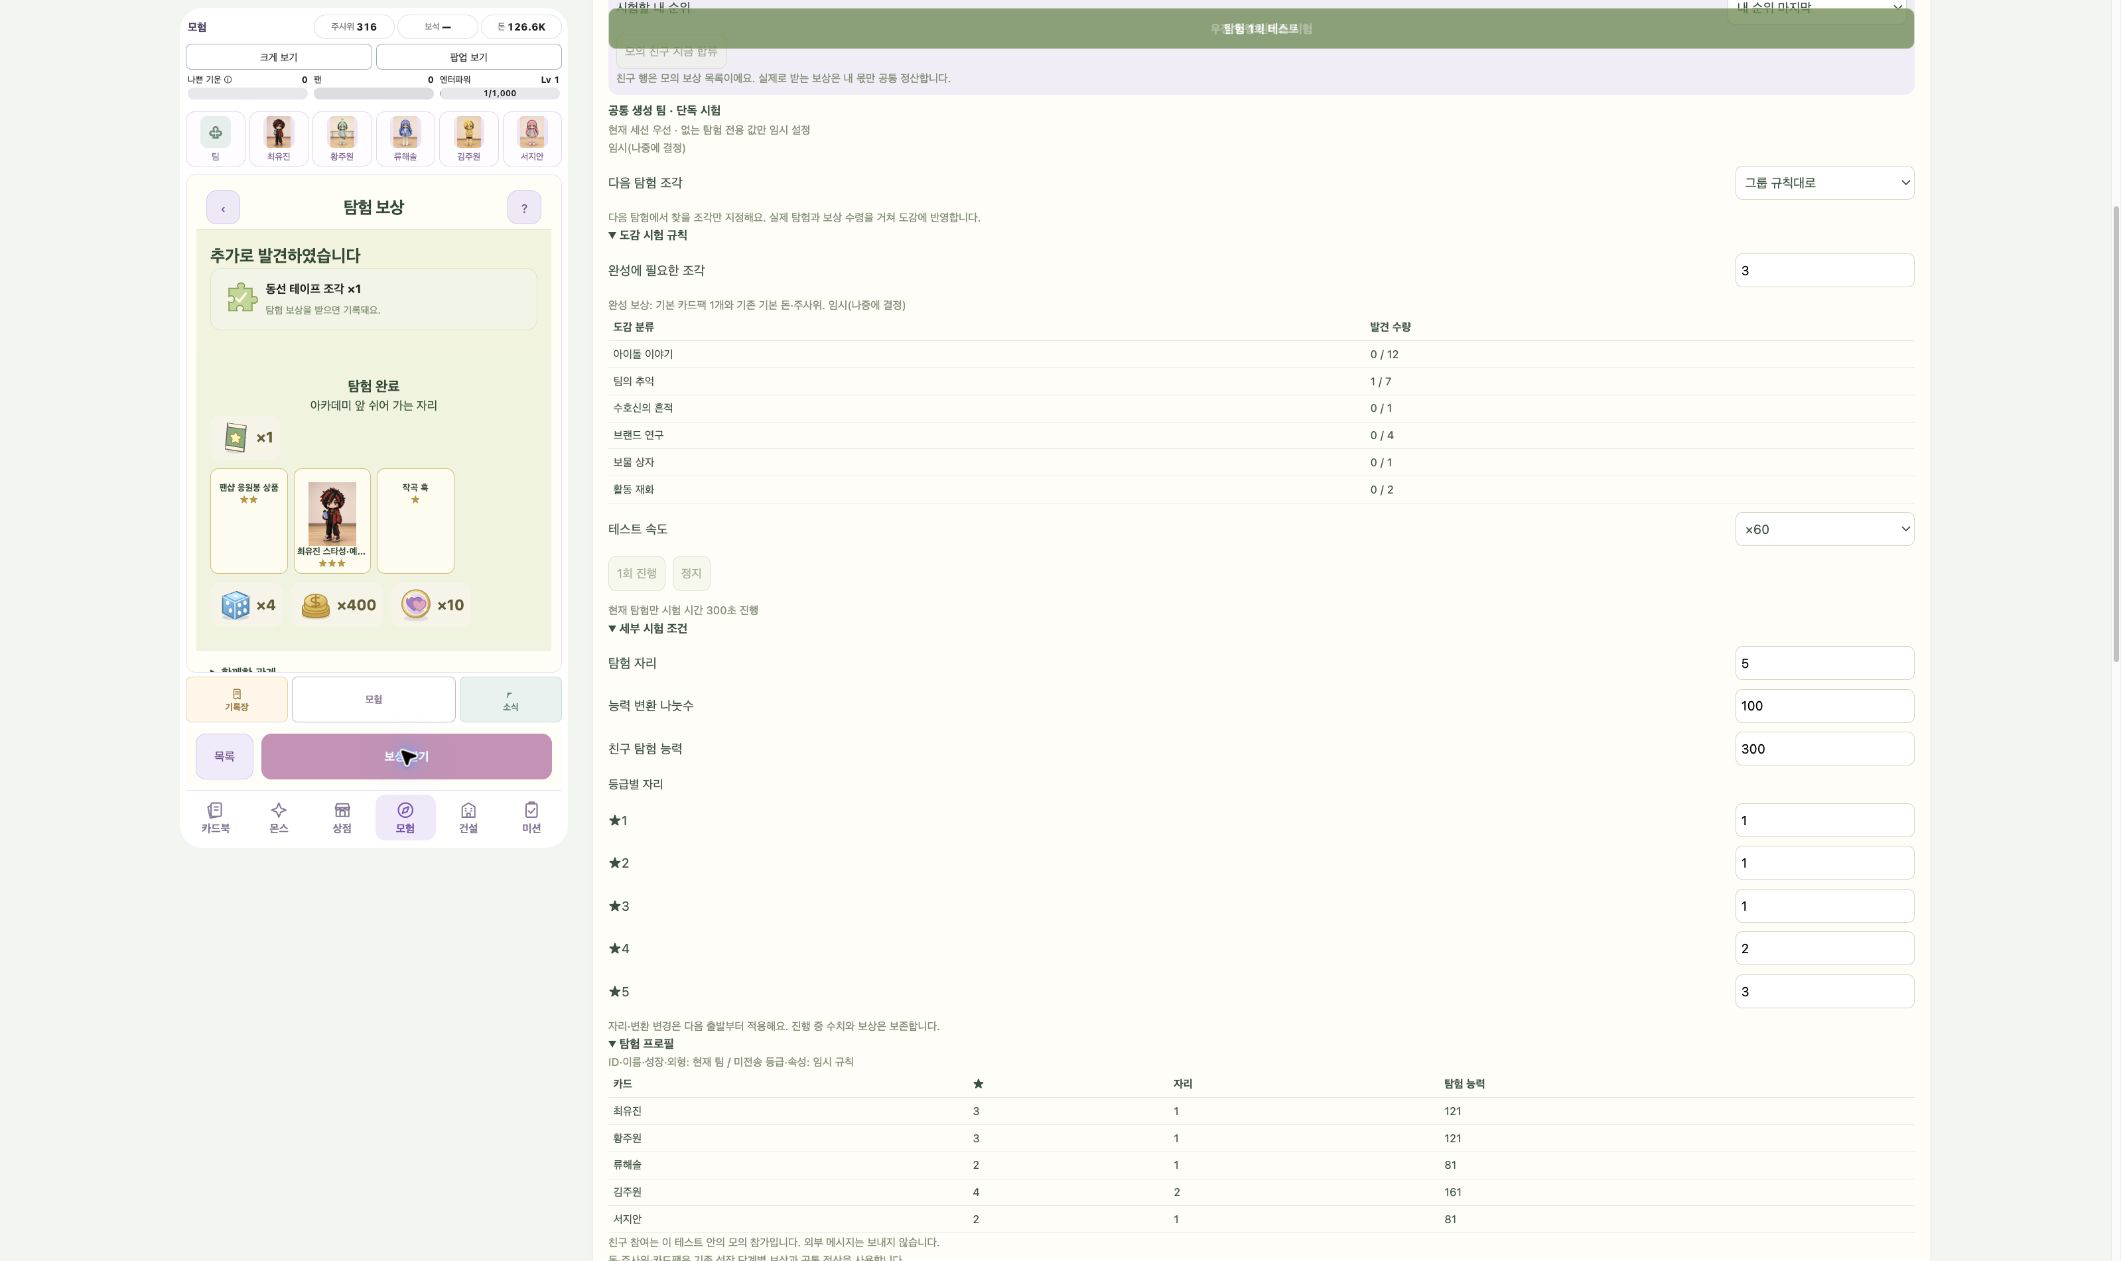 모험
주사위 316
보석 —
돈 126.6K
크게 보기
팝업 보기
나쁜 기운 ⓘ 0
팬 0
엔터파워 Lv 1
1/1,000
팀
최유진
황주원
류해솔
김주원
서지안
‹
탐험 보상
?
추가로 발견하였습니다
동선 테이프 조각 ×1
탐험 보상을 받으면 기록돼요.
탐험 완료
아카데미 앞 쉬어 가는 자리
×1
팬샵 응원봉 상품
★★
최유진 스타성·예...
★★★
작곡 룩
★
×4
×400
×10
기록장
모험
소식
목록
카드북
몬스
상점
모험
건설
미션
시험할 내 순위
내 순위 마지막
탐험 1회 테스트
모의 친구 지금 합류
친구 행은 모의 보상 목록이에요. 실제로 받는 보상은 내 몫만 공통 정산합니다.
공통 생성 팀 · 단독 시험
현재 세션 우선 · 없는 탐험 전용 값만 임시 설정
임시(나중에 결정)
다음 탐험 조각
그룹 규칙대로
다음 탐험에서 찾을 조각만 지정해요. 실제 탐험과 보상 수령을 거쳐 도감에 반영합니다.
▼ 도감 시험 규칙
완성에 필요한 조각
3
완성 보상: 기본 카드팩 1개와 기존 기본 돈·주사위. 임시(나중에 결정)
도감 분류 발견 수량
아이돌 이야기 0 / 12
팀의 추억 1 / 7
수호신의 흔적 0 / 1
브랜드 연구 0 / 4
보물 상자 0 / 1
활동 재화 0 / 2
테스트 속도
×60
1회 진행
정지
현재 탐험만 시험 시간 300초 진행
▼ 세부 시험 조건
탐험 자리
5
능력 변환 나눗수
100
친구 탐험 능력
300
등급별 자리
★1
1
★2
1
★3
1
★4
2
★5
3
자리·변환 변경은 다음 출발부터 적용해요. 진행 중 수치와 보상은 보존합니다.
▼ 탐험 프로필
ID·이름·성장·외형: 현재 팀 / 미전송 등급·속성: 임시 규칙
카드 ★ 자리 탐험 능력
최유진 3 1 121
황주원 3 1 121
류해솔 2 1 81
김주원 4 2 161
서지안 2 1 81
친구 참여는 이 테스트 안의 모의 참가입니다. 외부 메시지는 보내지 않습니다.